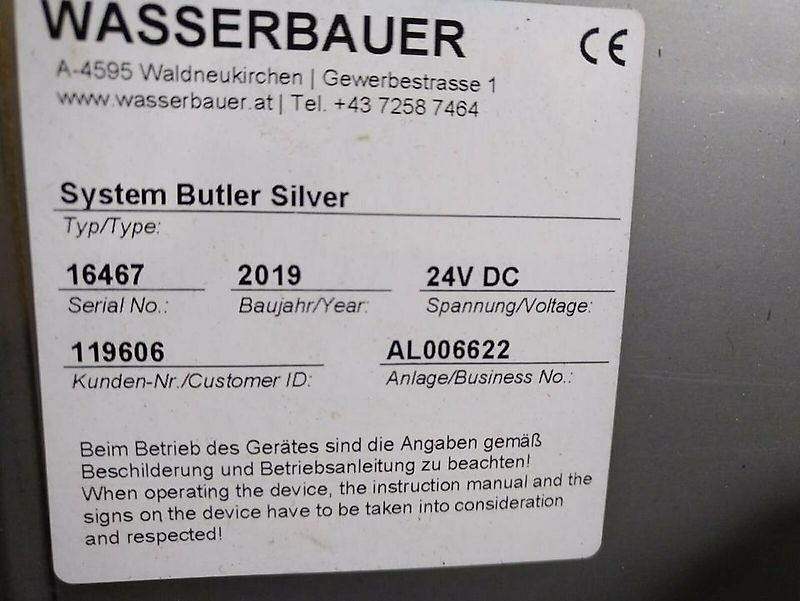 WASSERBAUER CE
A-4595 Waldneukirchen | Gewerbestrasse 1
www.wasserbauer.at | Tel. +43 7258 7464
System Butler Silver
Typ/Type:
16467 2019 24V DC
Serial No.: Baujahr/Year: Spannung/Voltage:
119606 AL006622
Kunden-Nr./Customer ID: Anlage/Business No.:
Beim Betrieb des Gerätes sind die Angaben gemäß
Beschilderung und Betriebsanleitung zu beachten!
When operating the device, the instruction manual and the
signs on the device have to be taken into consideration
and respected!